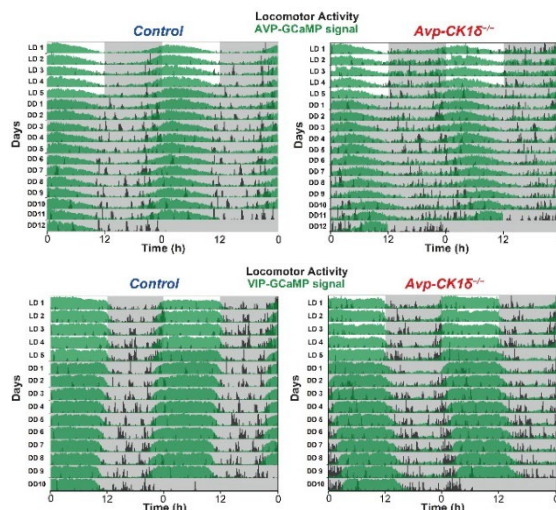 Locomotor Activity
Control AVP-GCaMP signal Avp-CK1δ⁻/⁻
Days
LD 1 LD 1
LD 2 LD 2
LD 3 LD 3
LD 4 LD 4
LD 5 LD 5
DD 1 DD 1
DD 2 DD 2
DD 3 DD 3
DD 4 DD 4
DD 5 DD 5
DD 6 DD 6
DD 7 DD 7
DD 8 DD 8
DD 9 DD 9
DD10 DD10
DD11 DD11
DD12 DD12
0 12 0 12 0 0 12 0 12 0
Time (h) Time (h)
Locomotor Activity
Control VIP-GCaMP signal Avp-CK1δ⁻/⁻
Days
LD 1 LD 1
LD 2 LD 2
LD 3 LD 3
LD 4 LD 4
LD 5 LD 5
DD 1 DD 1
DD 2 DD 2
DD 3 DD 3
DD 4 DD 4
DD 5 DD 5
DD 6 DD 6
DD 7 DD 7
DD 8 DD 8
DD 9 DD 9
DD10 DD10
0 12 0 12 0 0 12 0 12 0
Time (h) Time (h)